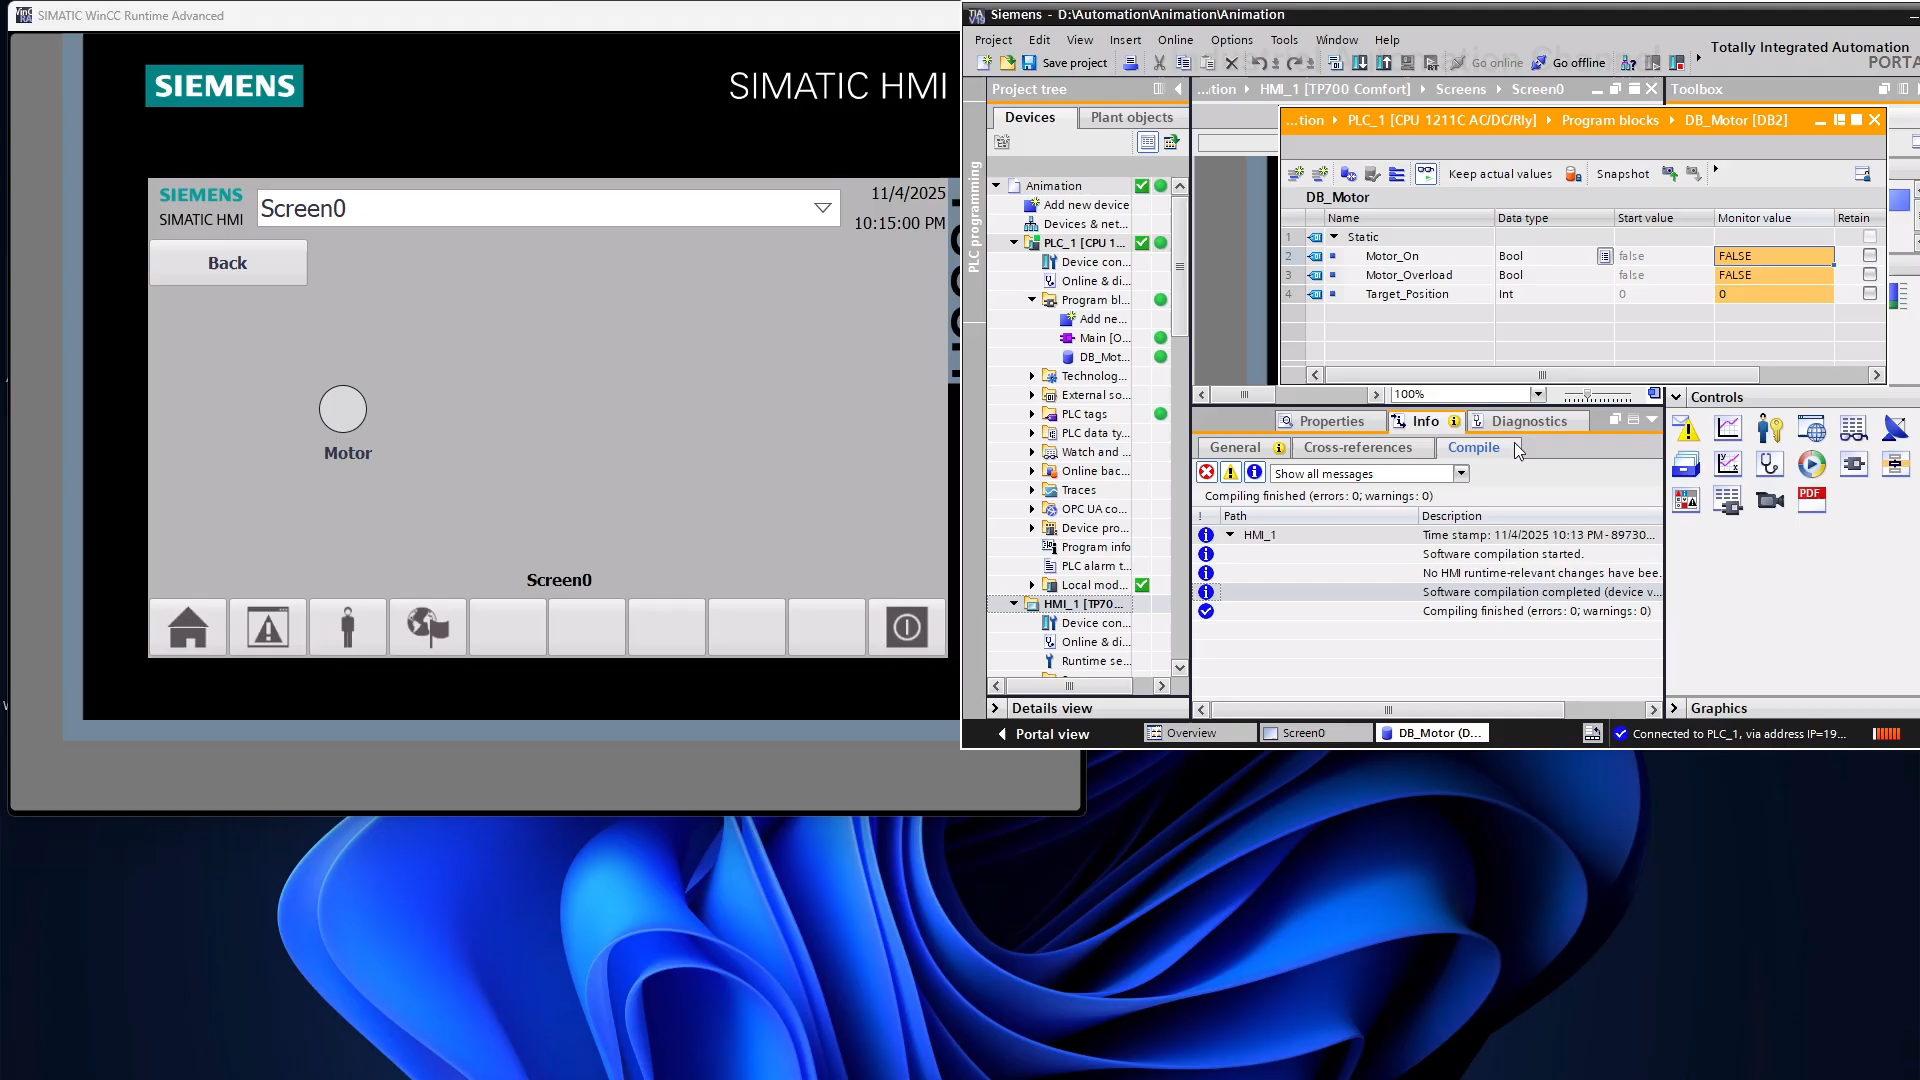 SIMATIC WinCC Runtime Advanced
SIEMENS
SIMATIC HMI
SIEMENS
SIMATIC HMI
Screen0
11/4/2025
10:15:00 PM
Back
Motor
Screen0
Siemens - D:\Automation\Animation\Animation
Project Edit View Insert Online Options Tools Window Help
Totally Integrated Automation
PORTA
Save project
Go online
Go offline
Project tree
...tion HMI_1 [TP700 Comfort] Screens Screen0
Toolbox
Devices
Plant objects
PLC programming
Animation
Add new device
Devices & net...
PLC_1 [CPU 1...
Device con...
Online & di...
Program bl...
Add ne...
Main [O...
DB_Mot...
Technolog...
External so...
PLC tags
PLC data ty...
Watch and ...
Online bac...
Traces
OPC UA co...
Device pro...
Program info
PLC alarm t...
Local mod...
HMI_1 [TP70...
Device con...
Online & di...
Runtime se...
Details view
...tion PLC_1 [CPU 1211C AC/DC/Rly] Program blocks DB_Motor [DB2]
Keep actual values
Snapshot
DB_Motor
Name Data type Start value Monitor value Retain
1 Static
2 Motor_On Bool false FALSE
3 Motor_Overload Bool false FALSE
4 Target_Position Int 0 0
100%
Properties Info Diagnostics
General Cross-references Compile
Show all messages
Compiling finished (errors: 0; warnings: 0)
! Path Description
HMI_1 Time stamp: 11/4/2025 10:13 PM - 89730...
Software compilation started.
No HMI runtime-relevant changes have bee...
Software compilation completed (device v...
Compiling finished (errors: 0; warnings: 0)
Controls
PDF
Graphics
Portal view
Overview
Screen0
DB_Motor (D...
Connected to PLC_1, via address IP=19...